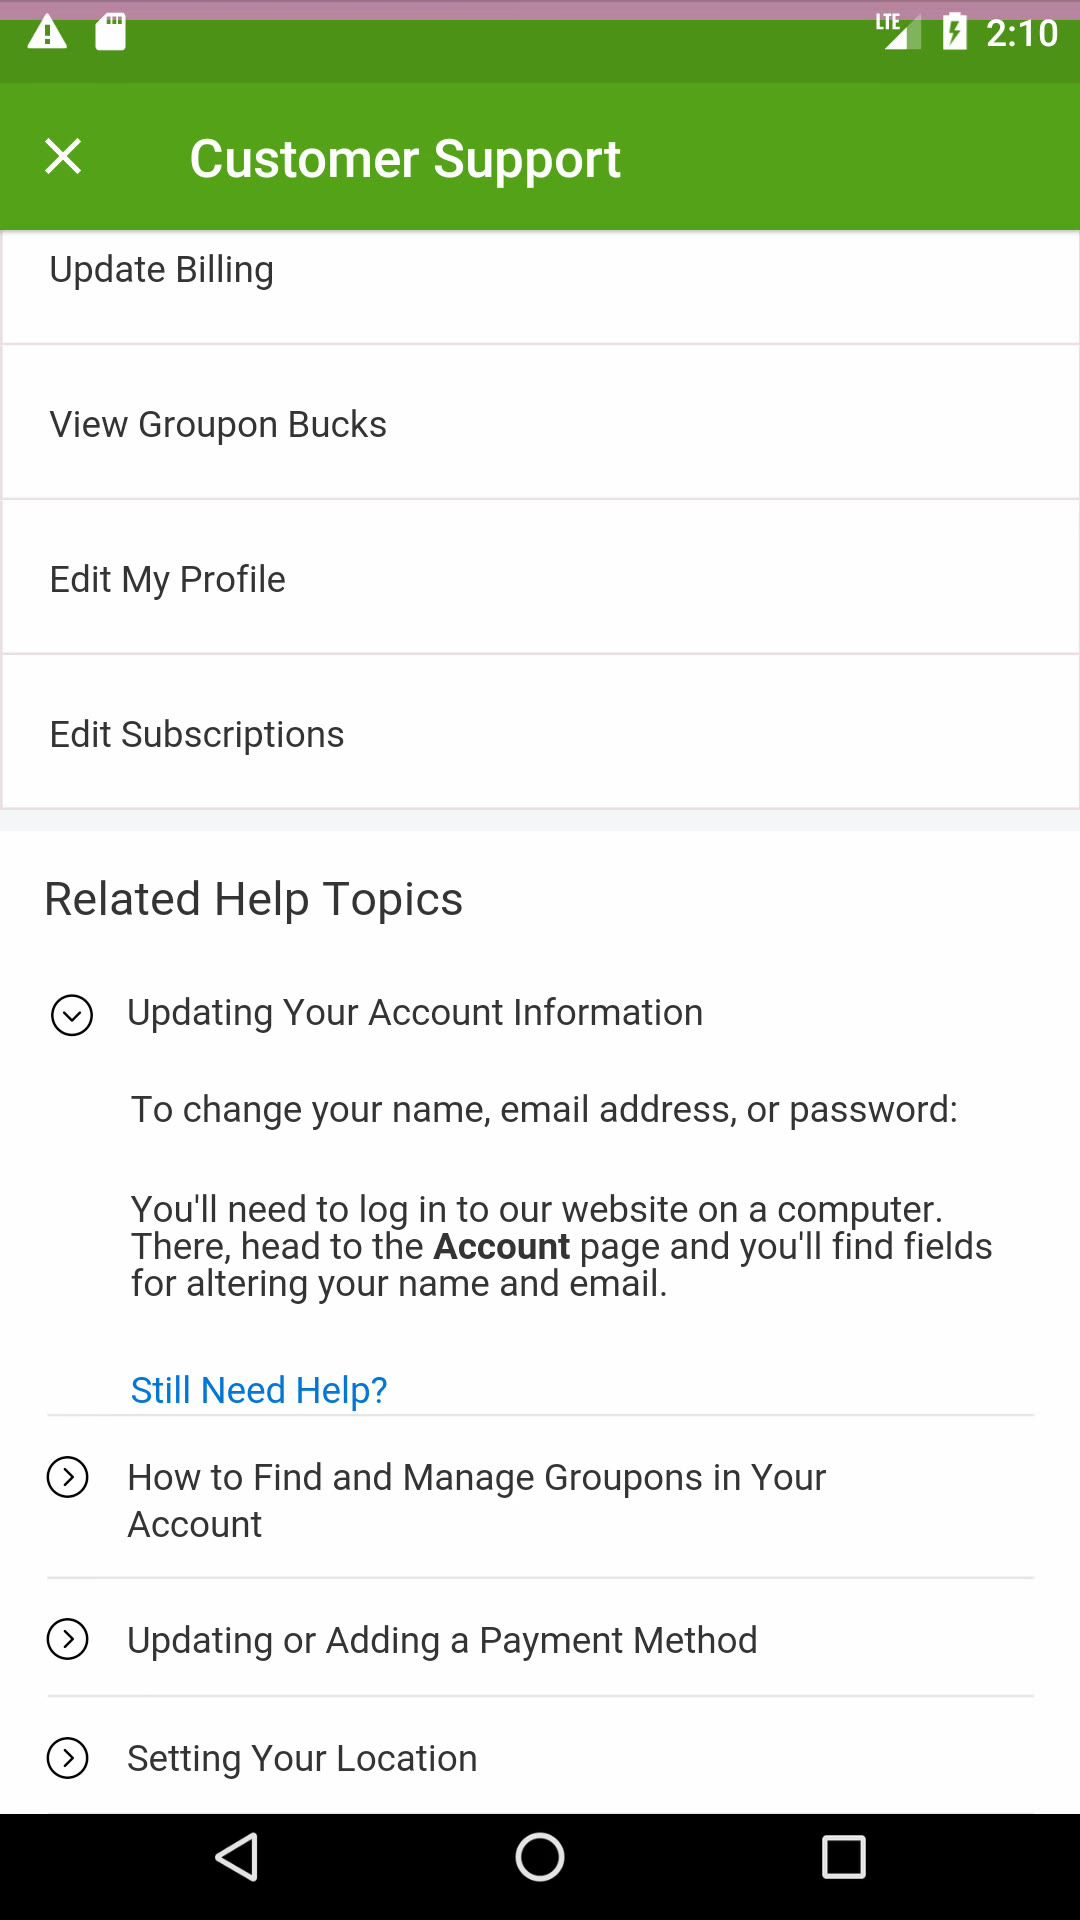 LTE 2:10
Customer Support
Update Billing
View Groupon Bucks
Edit My Profile
Edit Subscriptions
Related Help Topics
Updating Your Account Information
To change your name, email address, or password:
You'll need to log in to our website on a computer.
There, head to the Account page and you'll find fields
for altering your name and email.
Still Need Help?
How to Find and Manage Groupons in Your
Account
Updating or Adding a Payment Method
Setting Your Location